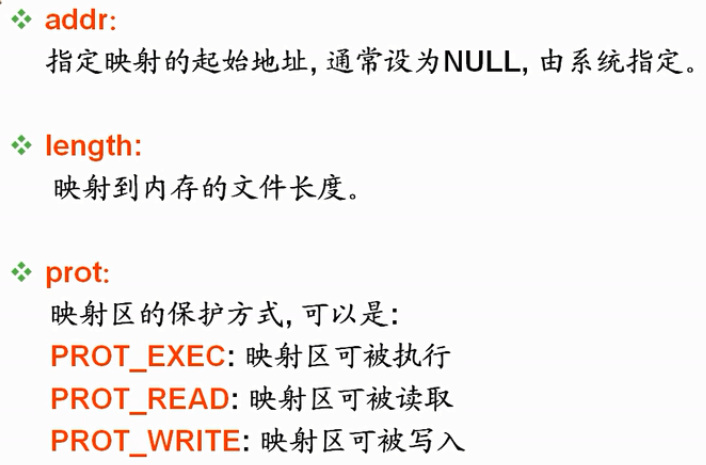 addr:
指定映射的起始地址, 通常设为NULL, 由系统指定。
length:
映射到内存的文件长度。
prot:
映射区的保护方式, 可以是:
PROT_EXEC: 映射区可被执行
PROT_READ: 映射区可被读取
PROT_WRITE: 映射区可被写入